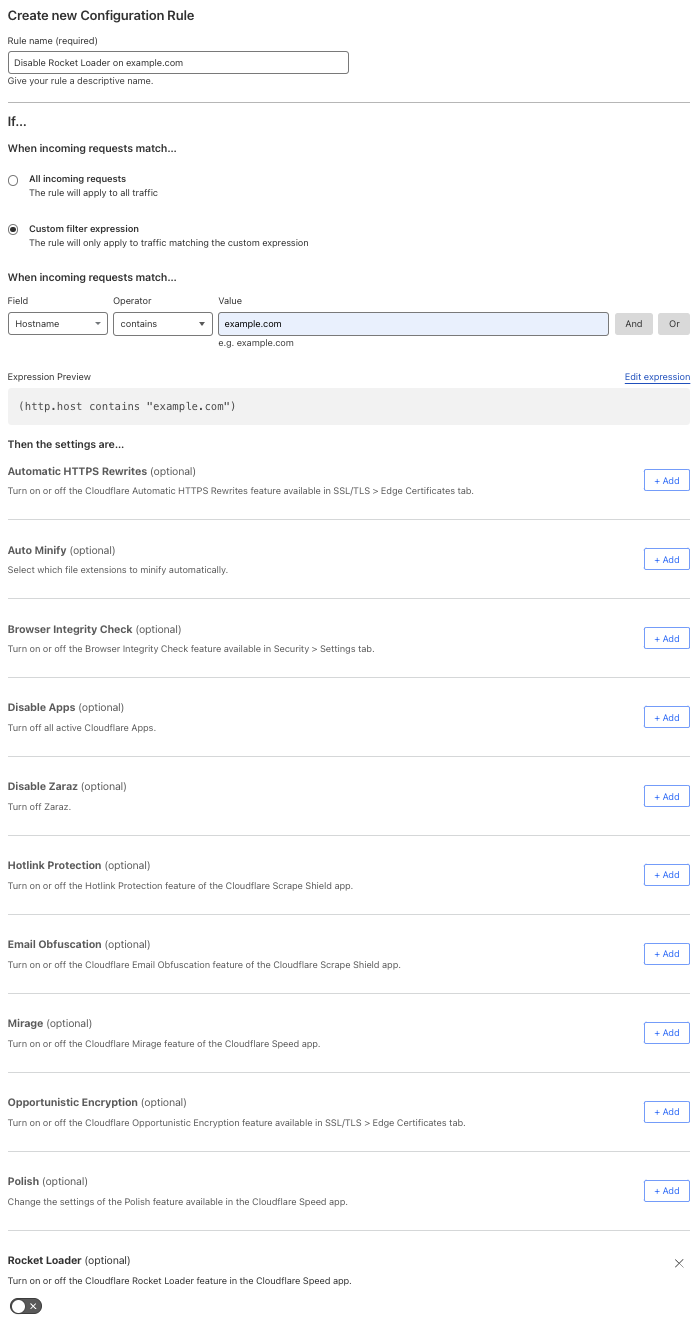 Create new Configuration Rule
Rule name (required)
Disable Rocket Loader on example.com
Give your rule a descriptive name.
If...
When incoming requests match...
All incoming requests
The rule will apply to all traffic
Custom filter expression
The rule will only apply to traffic matching the custom expression
When incoming requests match...
Field Operator Value
Hostname contains example.com And Or
e.g. example.com
Expression Preview Edit expression
(http.host contains "example.com")
Then the settings are...
Automatic HTTPS Rewrites (optional)
Turn on or off the Cloudflare Automatic HTTPS Rewrites feature available in SSL/TLS > Edge Certificates tab.
+ Add
Auto Minify (optional)
Select which file extensions to minify automatically.
+ Add
Browser Integrity Check (optional)
Turn on or off the Browser Integrity Check feature available in Security > Settings tab.
+ Add
Disable Apps (optional)
Turn off all active Cloudflare Apps.
+ Add
Disable Zaraz (optional)
Turn off Zaraz.
+ Add
Hotlink Protection (optional)
Turn on or off the Hotlink Protection feature of the Cloudflare Scrape Shield app.
+ Add
Email Obfuscation (optional)
Turn on or off the Cloudflare Email Obfuscation feature of the Cloudflare Scrape Shield app.
+ Add
Mirage (optional)
Turn on or off the Cloudflare Mirage feature of the Cloudflare Speed app.
+ Add
Opportunistic Encryption (optional)
Turn on or off the Cloudflare Opportunistic Encryption feature available in SSL/TLS > Edge Certificates tab.
+ Add
Polish (optional)
Change the settings of the Polish feature available in the Cloudflare Speed app.
+ Add
Rocket Loader (optional)
Turn on or off the Cloudflare Rocket Loader feature in the Cloudflare Speed app.